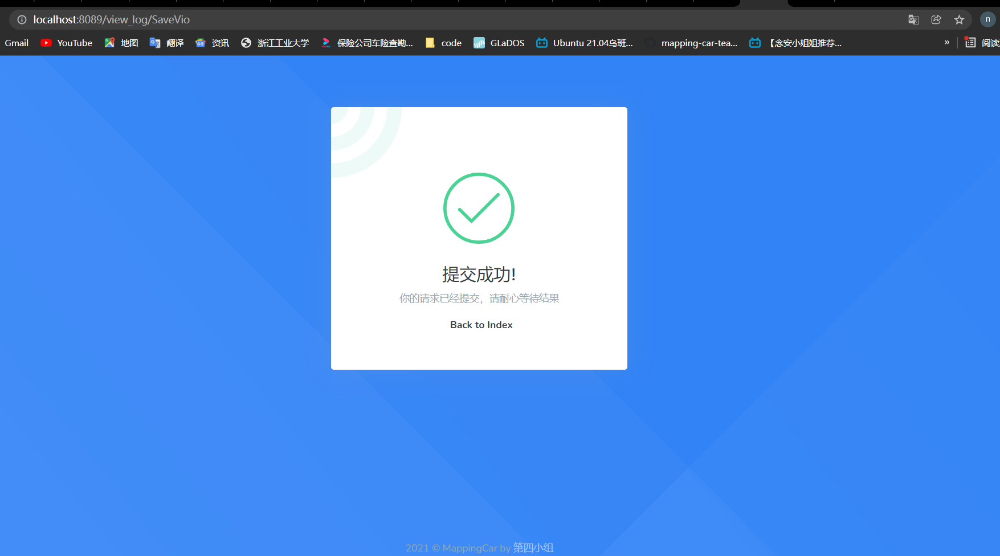 localhost:8089/view_log/SaveVio
n
Gmail YouTube 地图 翻译 资讯 浙江工业大学 保险公司车险查勘... code GLaDOS Ubuntu 21.04乌班... mapping-car-tea... 【念安小姐姐推荐... » 阅读
提交成功!
你的请求已经提交，请耐心等待结果
Back to Index
2021 © MappingCar by 第四小组